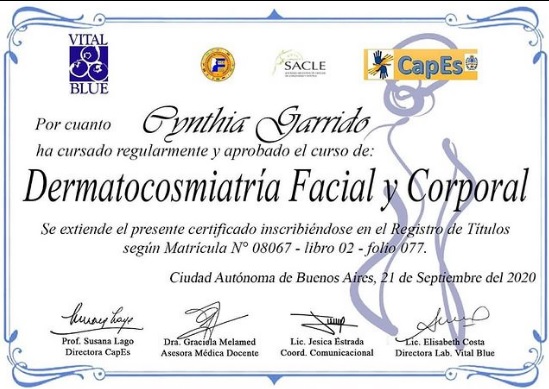 VITAL
BLUE
SACLE
CapEs
Por cuanto Cynthia Garrido
ha cursado regularmente y aprobado el curso de:
Dermatocosmiatría Facial y Corporal
Se extiende el presente certificado inscribiéndose en el Registro de Títulos
según Matrícula N° 08067 - libro 02 - folio 077.
Ciudad Autónoma de Buenos Aires, 21 de Septiembre del 2020
Prof. Susana Lago
Directora CapEs
Dra. Graciela Melamed
Asesora Médica Docente
Lic. Jesica Estrada
Coord. Comunicacional
Lic. Elisabeth Costa
Directora Lab. Vital Blue